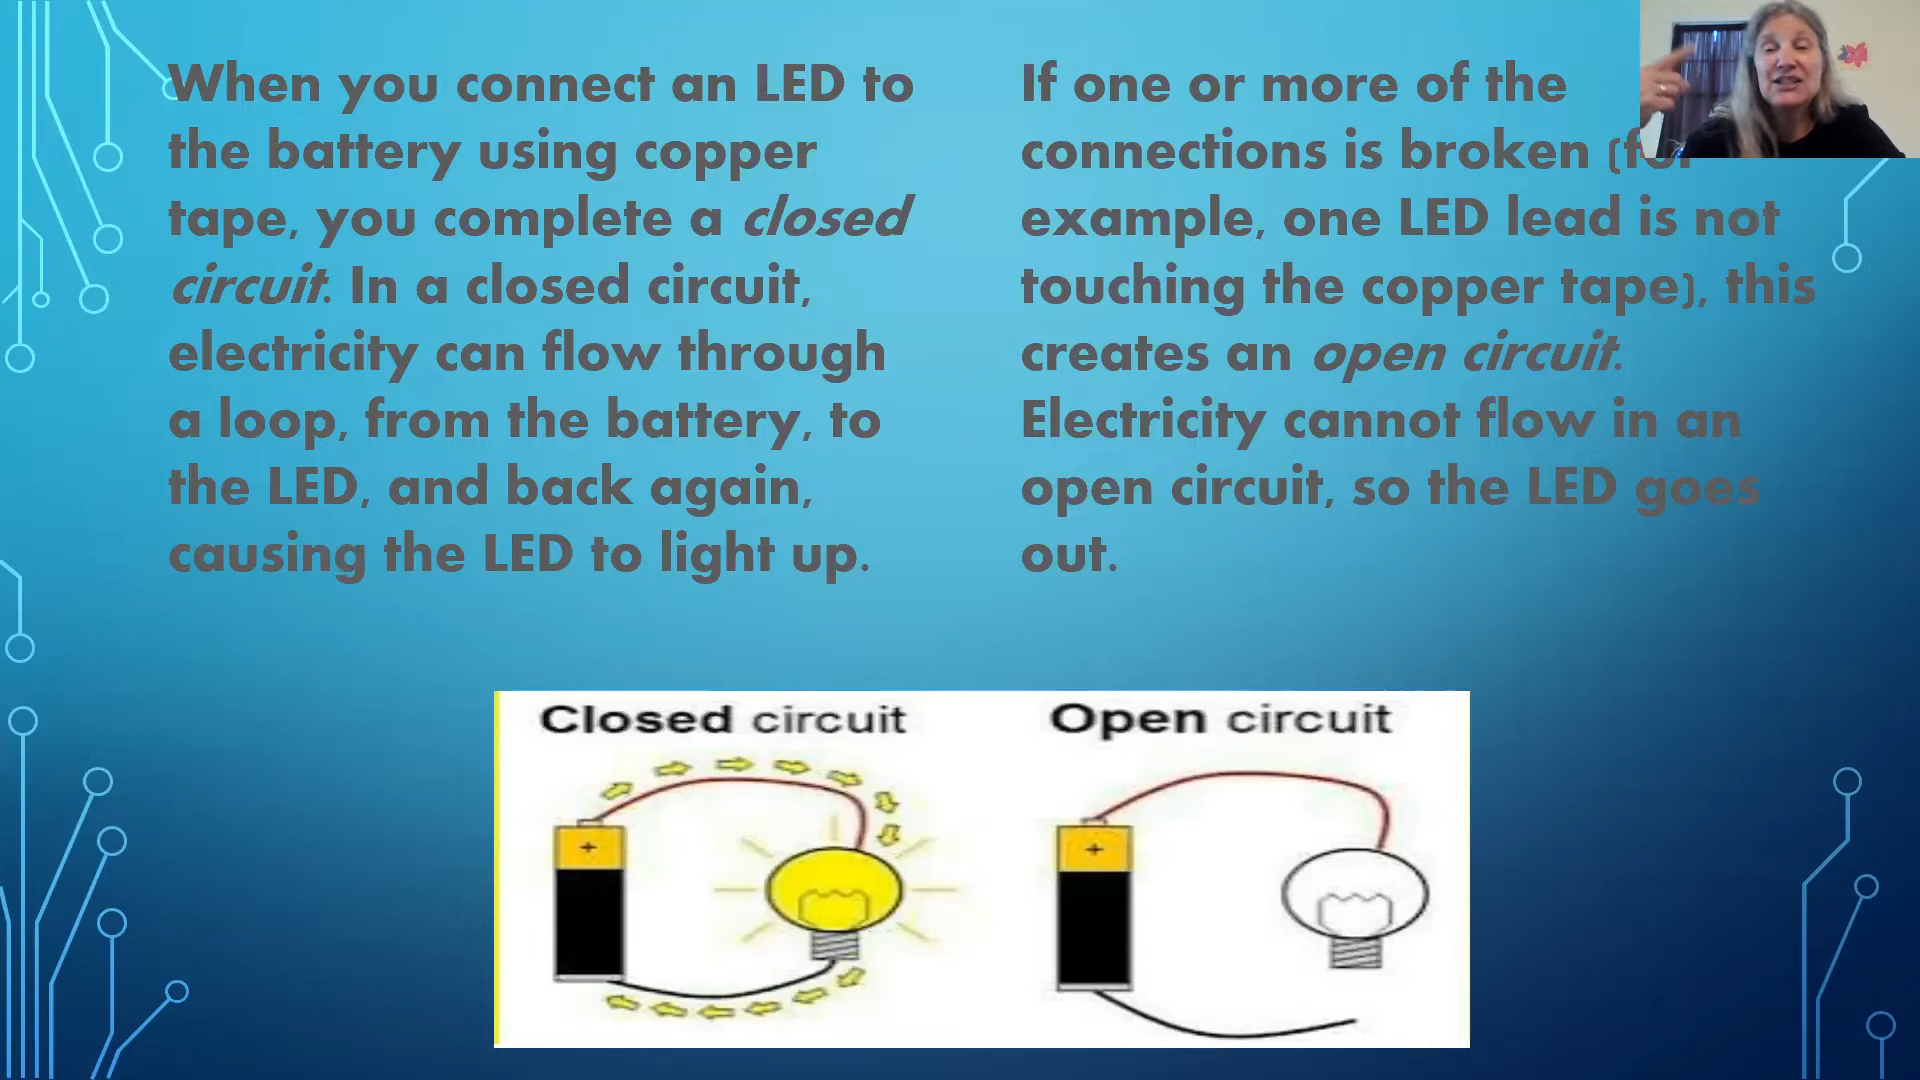 When you connect an LED to
the battery using copper
tape, you complete a closed
circuit. In a closed circuit,
electricity can flow through
a loop, from the battery, to
the LED, and back again,
causing the LED to light up.
If one or more of the
connections is broken (for
example, one LED lead is not
touching the copper tape), this
creates an open circuit.
Electricity cannot flow in an
open circuit, so the LED goes
out.
Closed circuit
+
Open circuit
+